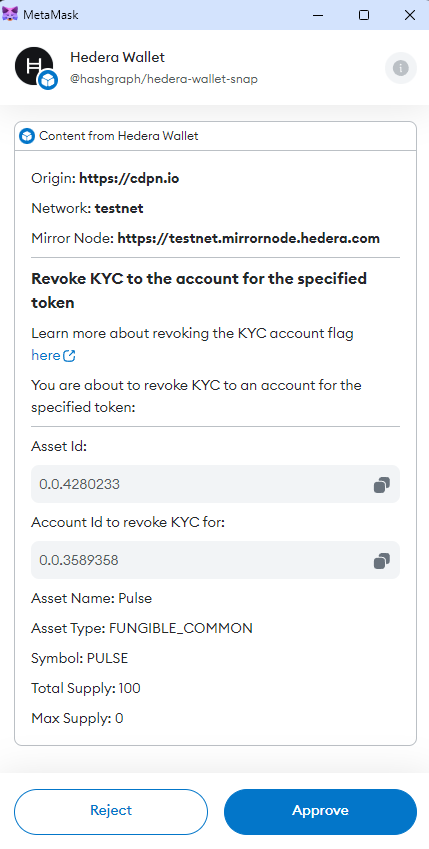 MetaMask
Hedera Wallet
@hashgraph/hedera-wallet-snap
Content from Hedera Wallet
Origin: https://cdpn.io
Network: testnet
Mirror Node: https://testnet.mirrornode.hedera.com
Revoke KYC to the account for the specified
token
Learn more about revoking the KYC account flag
here
You are about to revoke KYC to an account for the
specified token:
Asset Id:
0.0.4280233
Account Id to revoke KYC for:
0.0.3589358
Asset Name: Pulse
Asset Type: FUNGIBLE_COMMON
Symbol: PULSE
Total Supply: 100
Max Supply: 0
Reject
Approve